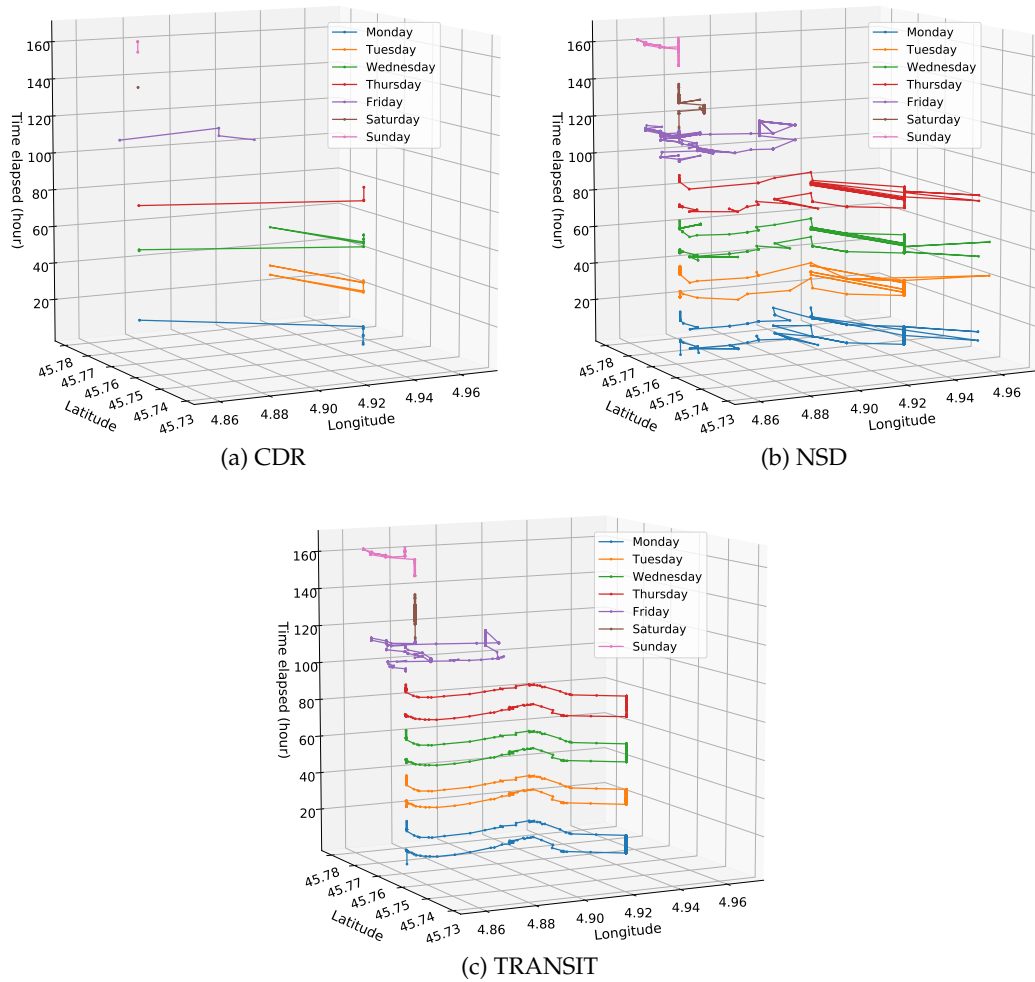 160
140
120
100
80
60
40
20
Time elapsed (hour)
Monday
Tuesday
Wednesday
Thursday
Friday
Saturday
Sunday
45.78
45.77
45.76
45.75
45.74
45.73
Latitude
4.86
4.88
4.90
4.92
4.94
4.96
Longitude
(a) CDR
160
140
120
100
80
60
40
20
Time elapsed (hour)
Monday
Tuesday
Wednesday
Thursday
Friday
Saturday
Sunday
45.78
45.77
45.76
45.75
45.74
45.73
Latitude
4.86
4.88
4.90
4.92
4.94
4.96
Longitude
(b) NSD
160
140
120
100
80
60
40
20
Time elapsed (hour)
Monday
Tuesday
Wednesday
Thursday
Friday
Saturday
Sunday
45.78
45.77
45.76
45.75
45.74
45.73
Latitude
4.86
4.88
4.90
4.92
4.94
4.96
Longitude
(c) TRANSIT